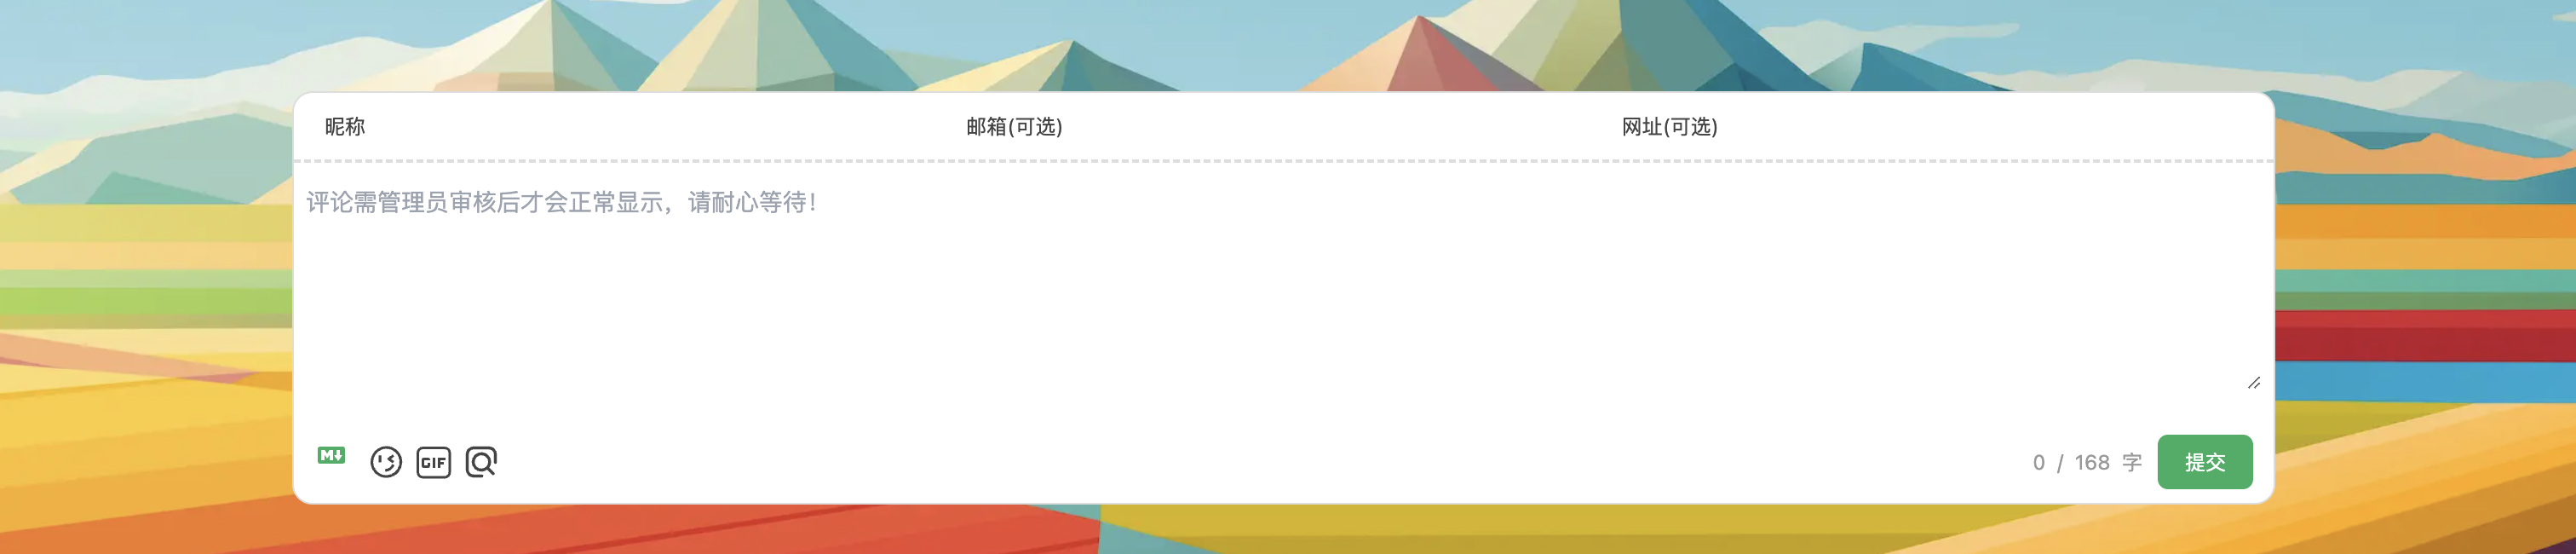 昵称 邮箱(可选) 网址(可选)
评论需管理员审核后才会正常显示，请耐心等待！
M↓ GIF 0 / 168 字 提交